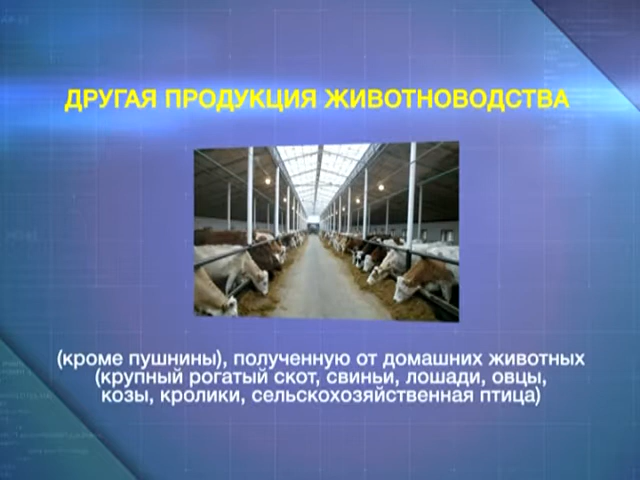 ДРУГАЯ ПРОДУКЦИЯ ЖИВОТНОВОДСТВА
(кроме пушнины), полученную от домашних животных
(крупный рогатый скот, свиньи, лошади, овцы,
козы, кролики, сельскохозяйственная птица)